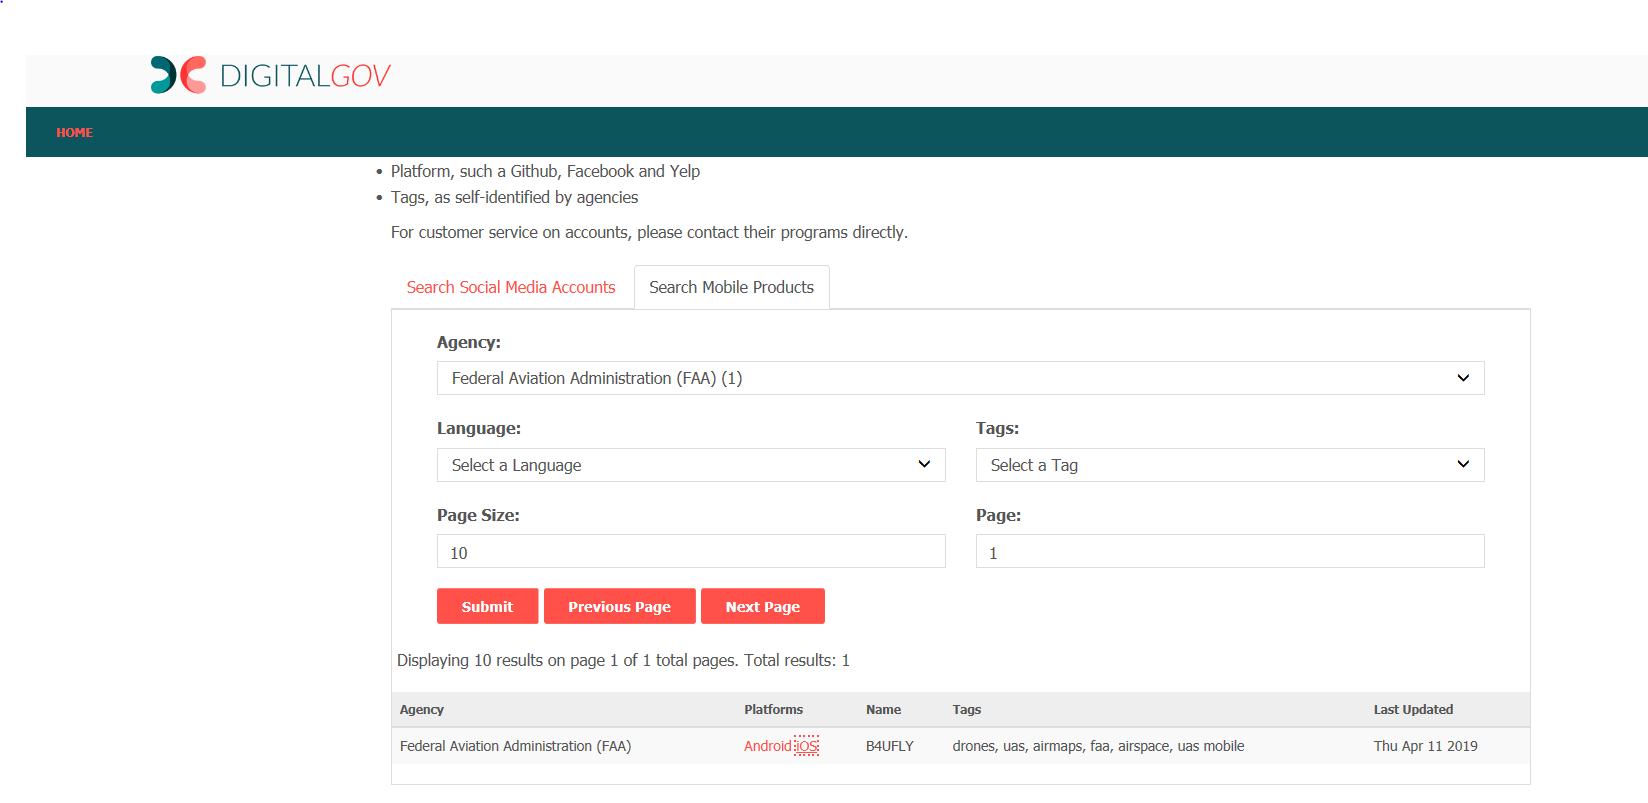 DIGITALGOV
HOME
Platform, such a Github, Facebook and Yelp
Tags, as self-identified by agencies
For customer service on accounts, please contact their programs directly.
Search Social Media Accounts Search Mobile Products
Agency:
Federal Aviation Administration (FAA) (1)
Language: Tags:
Select a Language Select a Tag
Page Size: Page:
10 1
Submit Previous Page Next Page
Displaying 10 results on page 1 of 1 total pages. Total results: 1
Agency Platforms Name Tags Last Updated
Federal Aviation Administration (FAA) Android iOS B4UFLY drones, uas, airmaps, faa, airspace, uas mobile Thu Apr 11 2019